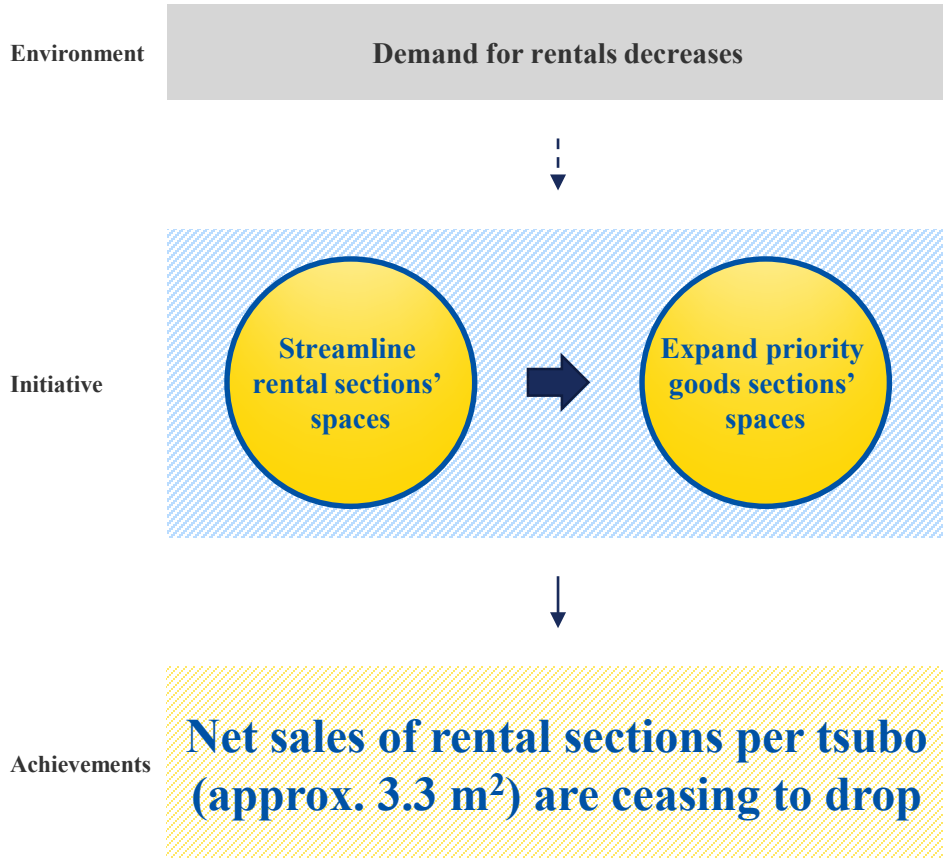 Environment
Demand for rentals decreases
Initiative
Streamline
rental sections’
spaces
Expand priority
goods sections’
spaces
Achievements
Net sales of rental sections per tsubo
(approx. 3.3 m²) are ceasing to drop